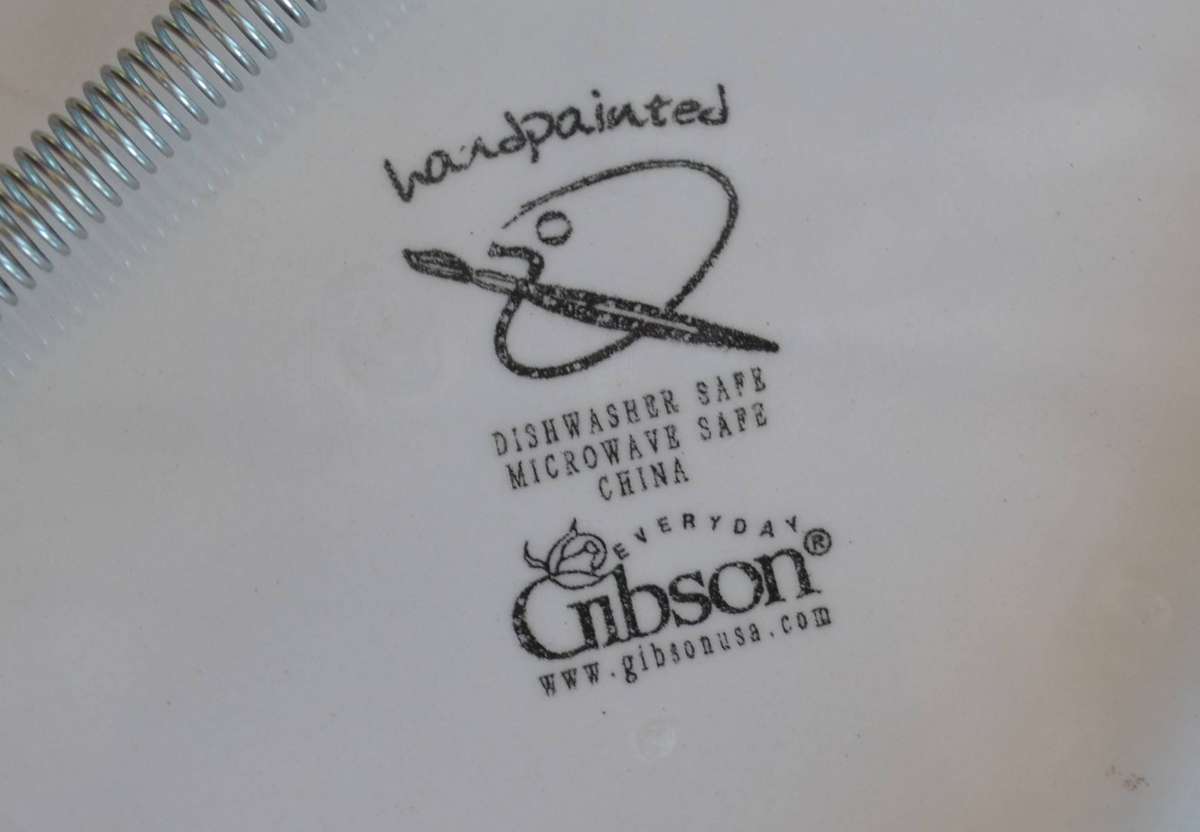 handpainted
DISHWASHER SAFE
MICROWAVE SAFE
CHINA
EVERYDAY
Gibson®
www.gibsonusa.com